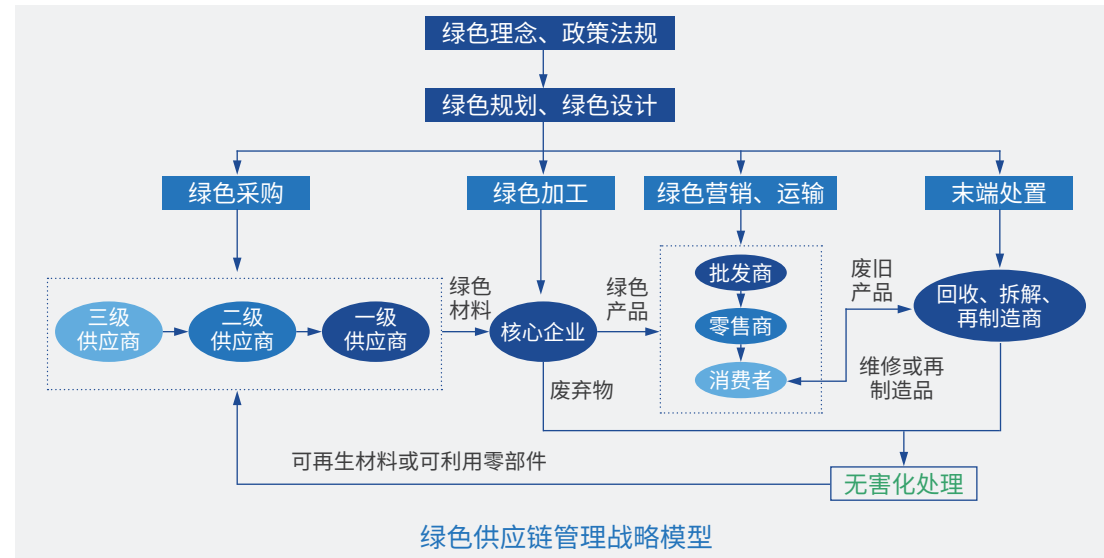 绿色理念、政策法规
绿色规划、绿色设计
绿色采购
绿色加工
绿色营销、运输
末端处置
三级
供应商
二级
供应商
一级
供应商
绿色
材料
核心企业
绿色
产品
批发商
零售商
消费者
废旧
产品
回收、拆解、
再制造商
维修或再
制造品
废弃物
可再生材料或可利用零部件
无害化处理
绿色供应链管理战略模型